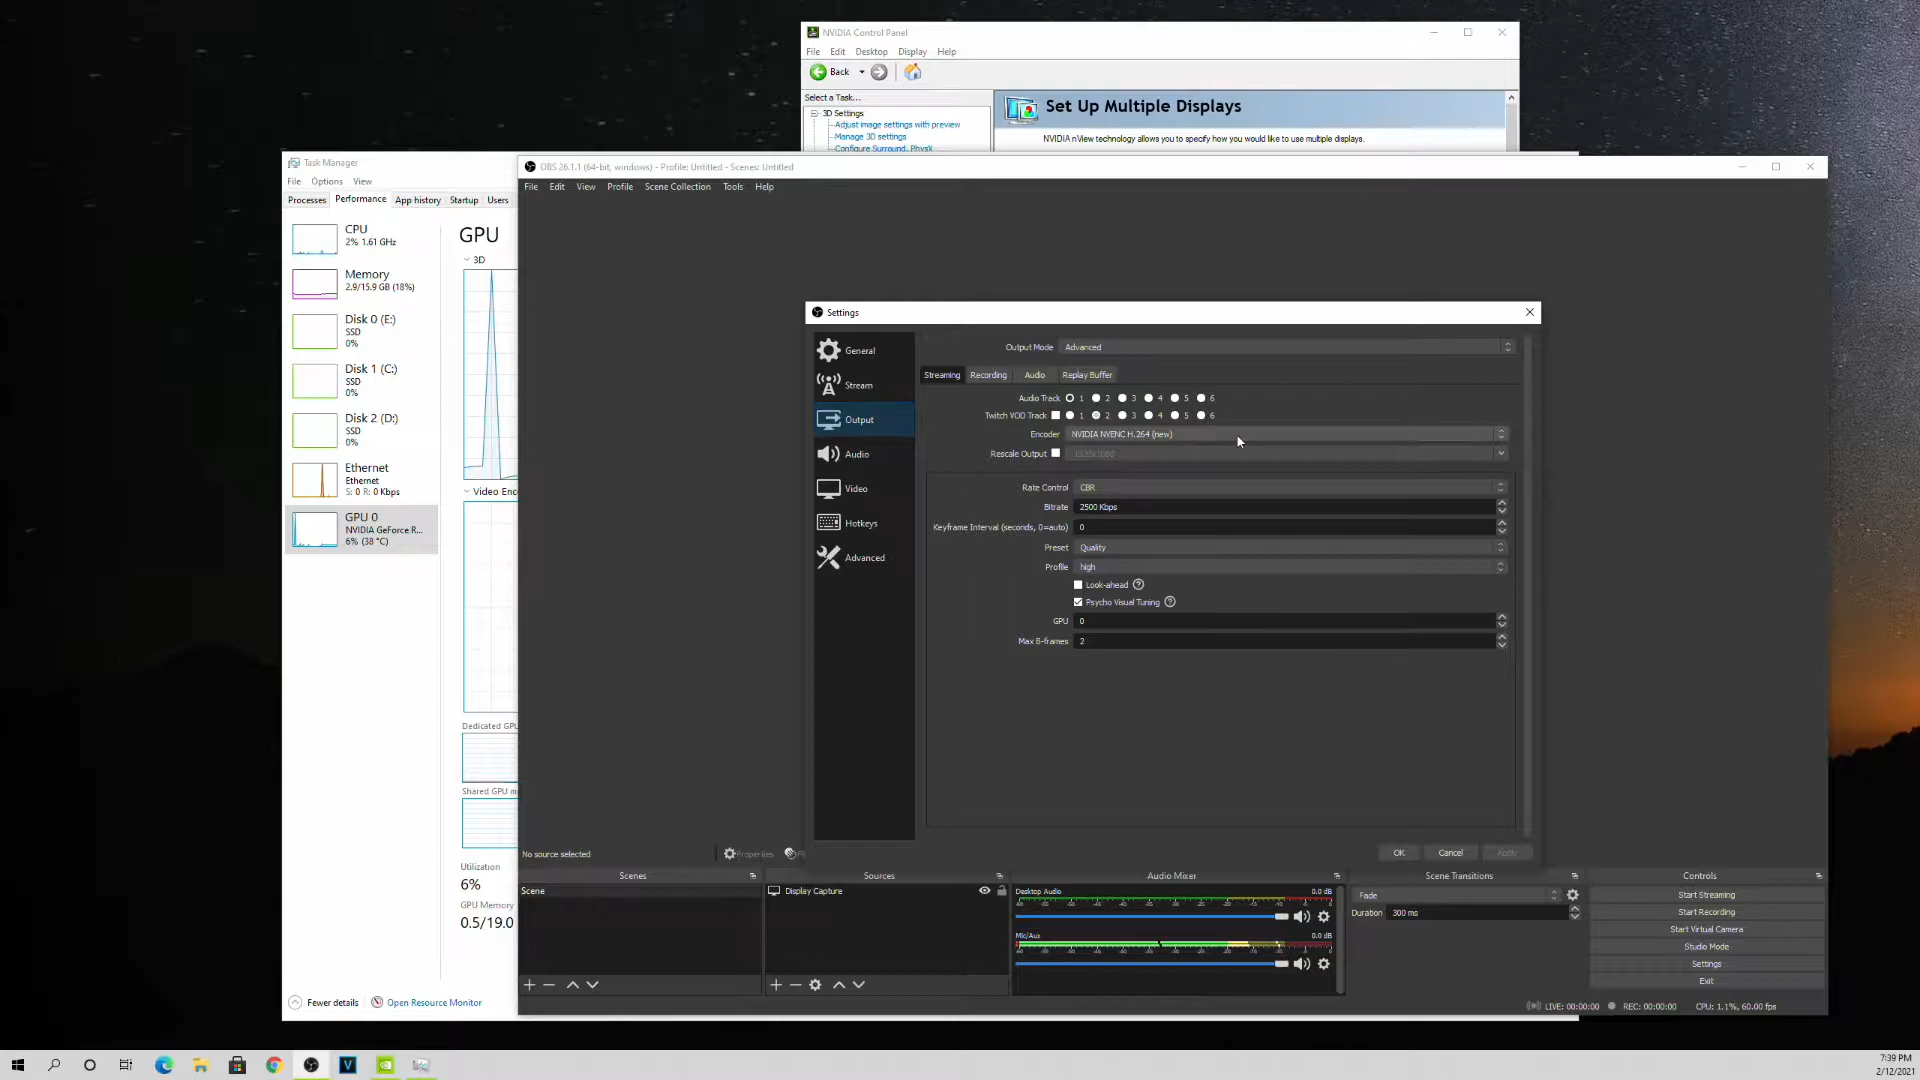 NVIDIA Control Panel
File Edit Desktop Display Help
Back
Select a Task...
3D Settings
Adjust image settings with preview
Manage 3D settings
Configure Surround, PhysX
Set Up Multiple Displays
NVIDIA nView technology allows you to specify how you would like to use multiple displays.
Task Manager
File Options View
Processes Performance App history Startup Users
CPU
2% 1.61 GHz
Memory
2.9/15.9 GB (18%)
Disk 0 (E:)
SSD
0%
Disk 1 (C:)
SSD
0%
Disk 2 (D:)
SSD
0%
Ethernet
Ethernet
S: 0 R: 0 Kbps
GPU 0
NVIDIA GeForce R...
6% (38 °C)
GPU
3D
Video Enc
Dedicated GPU
Shared GPU m
Utilization
6%
GPU Memory
0.5/19.0
Fewer details Open Resource Monitor
OBS 26.1.1 (64-bit, windows) - Profile: Untitled - Scenes: Untitled
File Edit View Profile Scene Collection Tools Help
Settings
General
Stream
Output
Audio
Video
Hotkeys
Advanced
Output Mode Advanced
Streaming Recording Audio Replay Buffer
Audio Track 1 2 3 4 5 6
Twitch VOD Track 1 2 3 4 5 6
Encoder NVIDIA NVENC H.264 (new)
Rescale Output
Rate Control CBR
Bitrate 2500 Kbps
Keyframe Interval (seconds, 0=auto) 0
Preset Quality
Profile high
Look-ahead ?
Psycho Visual Tuning ?
GPU 0
Max B-frames 2
OK Cancel Apply
No source selected Properties Fi
Scenes
Scene
Sources
Display Capture
Audio Mixer
Desktop Audio 0.0 dB
Mic/Aux 0.0 dB
Scene Transitions
Fade
Duration 300 ms
Controls
Start Streaming
Start Recording
Start Virtual Camera
Studio Mode
Settings
Exit
LIVE: 00:00:00 REC: 00:00:00 CPU: 1.1%, 60.00 fps
7:39 PM
2/12/2021